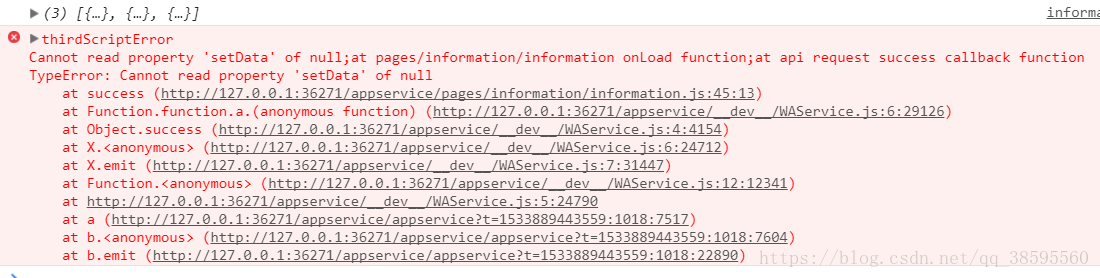 (3) [{…}, {…}, {…}]
thirdScriptError
Cannot read property 'setData' of null;at pages/information/information onLoad function;at api request success callback function
TypeError: Cannot read property 'setData' of null
at success (http://127.0.0.1:36271/appservice/pages/information/information.js:45:13)
at Function.function.a.(anonymous function) (http://127.0.0.1:36271/appservice/__dev__/WAService.js:6:29126)
at Object.success (http://127.0.0.1:36271/appservice/__dev__/WAService.js:4:4154)
at X.<anonymous> (http://127.0.0.1:36271/appservice/__dev__/WAService.js:6:24712)
at X.emit (http://127.0.0.1:36271/appservice/__dev__/WAService.js:7:31447)
at Function.<anonymous> (http://127.0.0.1:36271/appservice/__dev__/WAService.js:12:12341)
at http://127.0.0.1:36271/appservice/__dev__/WAService.js:5:24790
at a (http://127.0.0.1:36271/appservice/appservice?t=1533889443559:1018:7517)
at b.<anonymous> (http://127.0.0.1:36271/appservice/appservice?t=1533889443559:1018:7604)
at b.emit (http://127.0.0.1:36271/appservice/appservice?t=1533889443559:1018:22890)
https://blog.csdn.net/qq_38595560